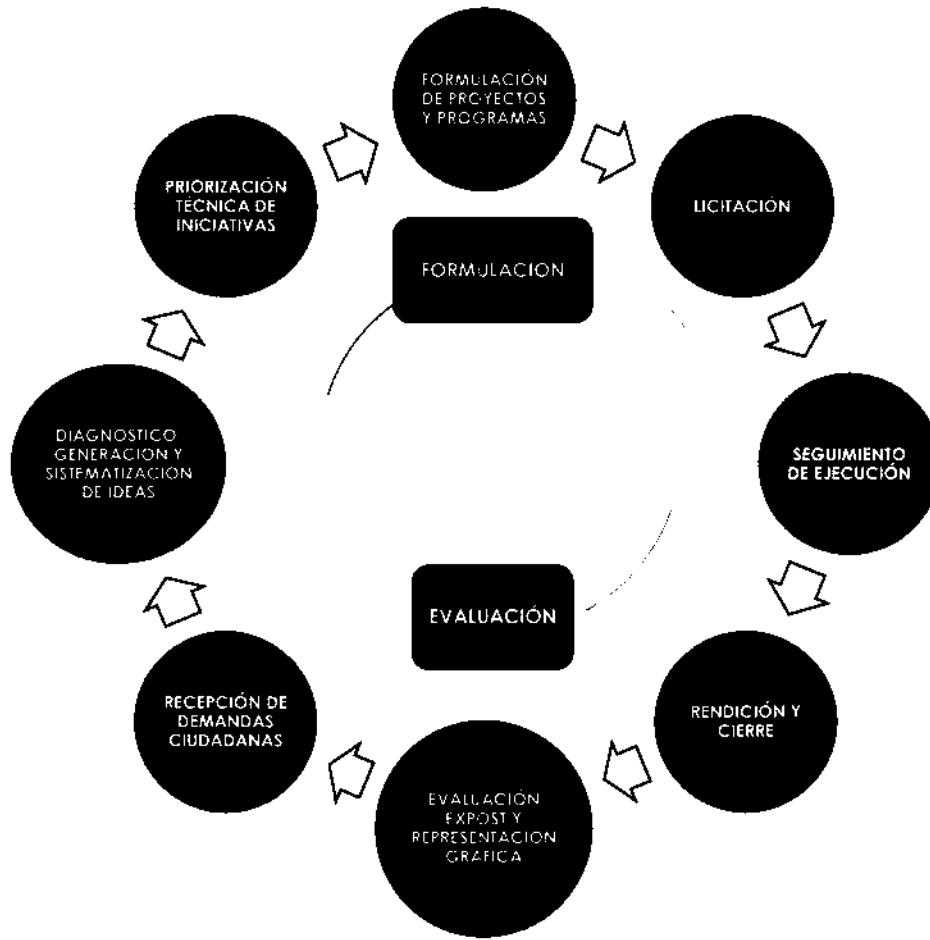 FORMULACIÓN
DE PROYECTOS
Y PROGRAMAS
PRIORIZACIÓN
TÉCNICA DE
INICIATIVAS
LICITACIÓN
FORMULACION
DIAGNOSTICO
GENERACION Y
SISTEMATIZACION
DE IDEAS
SEGUIMIENTO
DE EJECUCIÓN
EVALUACIÓN
RECEPCIÓN DE
DEMANDAS
CIUDADANAS
RENDICIÓN Y
CIERRE
EVALUACIÓN
EXPOST Y
REPRESENTACION
GRAFICA